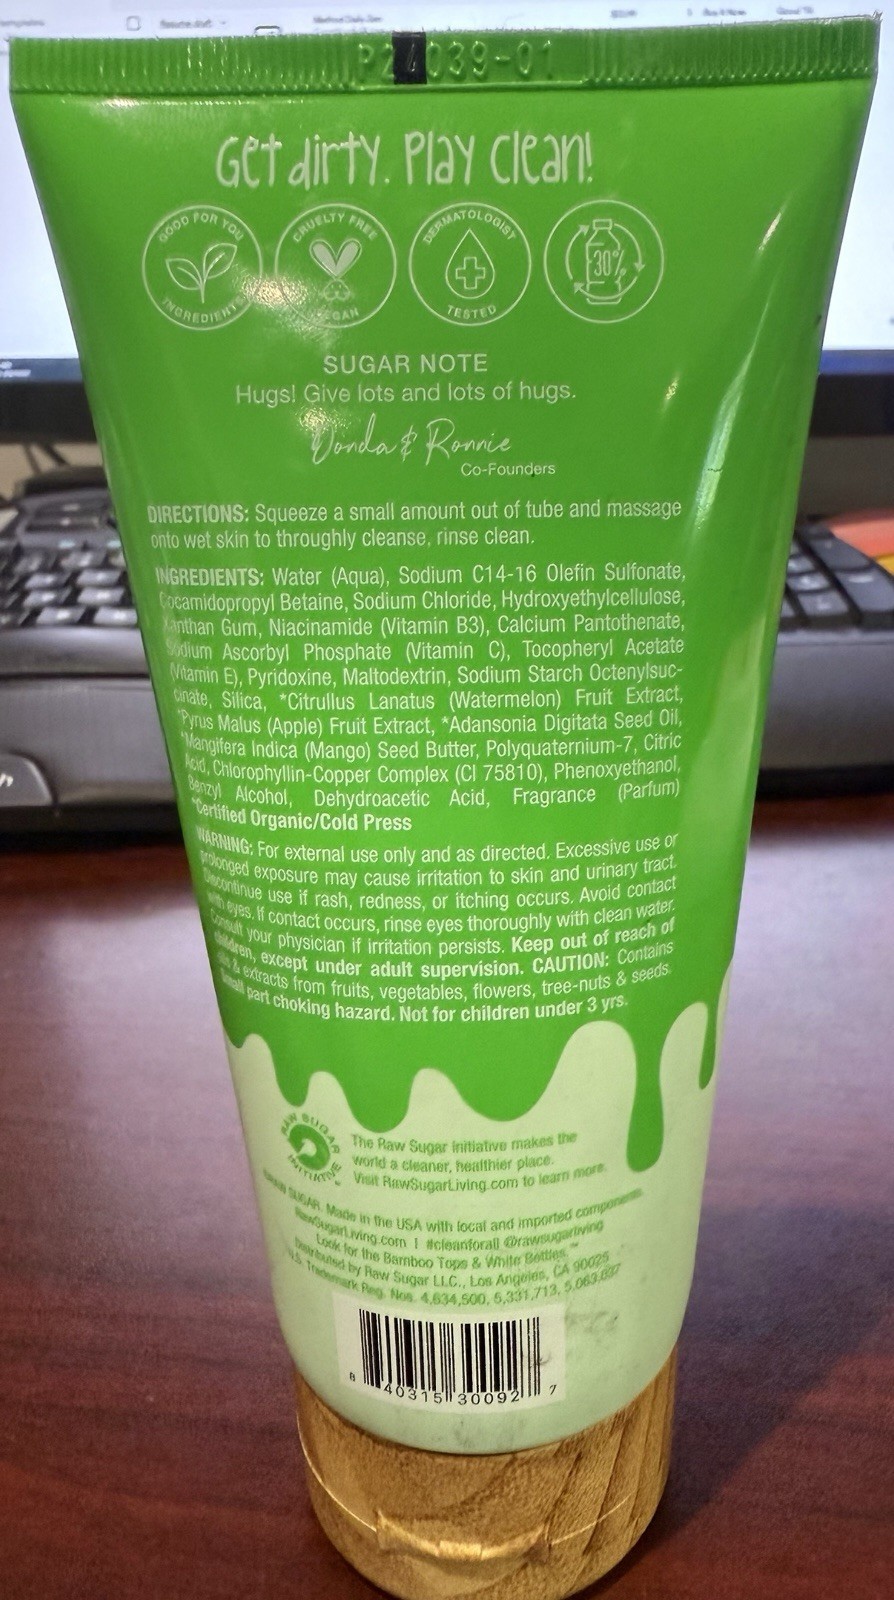 P24039-01
Get dirty. Play clean!
GOOD FOR YOU
INGREDIENTS
CRUELTY FREE
VEGAN
DERMATOLOGIST
TESTED
30%
SUGAR NOTE
Hugs! Give lots and lots of hugs.
Donda & Ronnie
Co-Founders
DIRECTIONS: Squeeze a small amount out of tube and massage
onto wet skin to throughly cleanse, rinse clean.
INGREDIENTS: Water (Aqua), Sodium C14-16 Olefin Sulfonate,
Cocamidopropyl Betaine, Sodium Chloride, Hydroxyethylcellulose,
Xanthan Gum, Niacinamide (Vitamin B3), Calcium Pantothenate,
Sodium Ascorbyl Phosphate (Vitamin C), Tocopheryl Acetate
(Vitamin E), Pyridoxine, Maltodextrin, Sodium Starch Octenylsuc-
cinate, Silica, *Citrullus Lanatus (Watermelon) Fruit Extract,
*Pyrus Malus (Apple) Fruit Extract, *Adansonia Digitata Seed Oil,
*Mangifera Indica (Mango) Seed Butter, Polyquaternium-7, Citric
Acid, Chlorophyllin-Copper Complex (CI 75810), Phenoxyethanol,
Benzyl Alcohol, Dehydroacetic Acid, Fragrance (Parfum)
*Certified Organic/Cold Press
WARNING: For external use only and as directed. Excessive use or
prolonged exposure may cause irritation to skin and urinary tract.
Discontinue use if rash, redness, or itching occurs. Avoid contact
with eyes. If contact occurs, rinse eyes thoroughly with clean water.
Consult your physician if irritation persists. Keep out of reach of
children, except under adult supervision. CAUTION: Contains
oils & extracts from fruits, vegetables, flowers, tree-nuts & seeds.
Small part choking hazard. Not for children under 3 yrs.
RAW SUGAR
INITIATIVE
The Raw Sugar Initiative makes the
world a cleaner, healthier place.
Visit RawSugarLiving.com to learn more.
©RAW SUGAR. Made in the USA with local and imported components.
RawSugarLiving.com | #cleanforall @rawsugarliving
Look for the Bamboo Tops & White Bottles.™
Distributed by Raw Sugar LLC., Los Angeles, CA 90025
U.S. Trademark Reg. Nos. 4,634,500, 5,331,713, 5,063,037
8 40315 30092 7